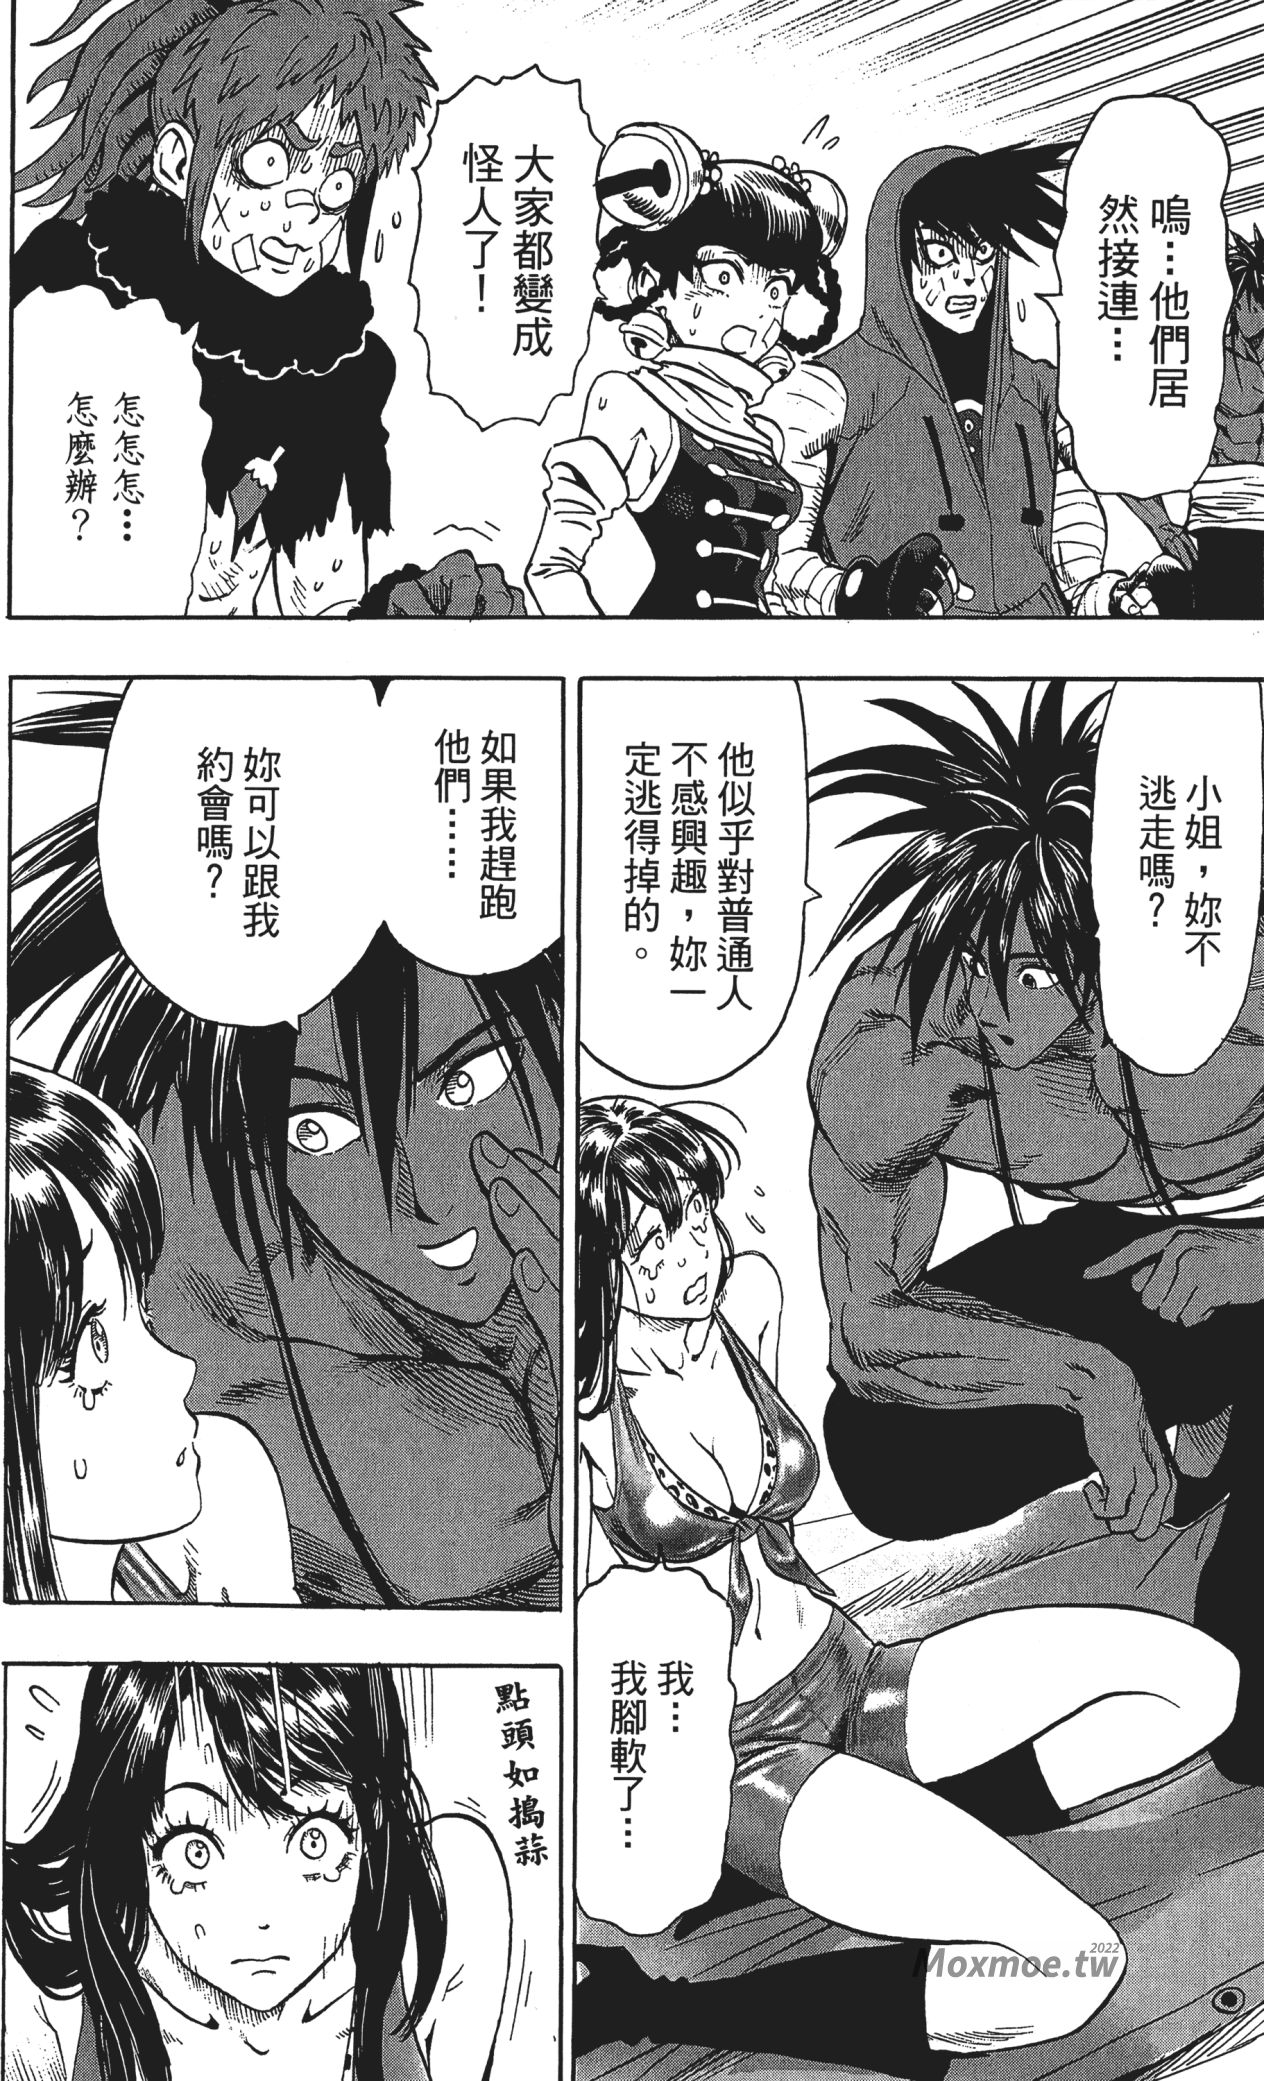 嗚…他們居
然接連…
大家都變成
怪人了！
怎怎怎…
怎麼辦？
小姐，妳不
逃走嗎？
他似乎對普通人
不感興趣，妳一
定逃得掉的。
我…
我腳軟了…
如果我趕跑
他們……
妳可以跟我
約會嗎？
點頭如搗蒜
2022
Moxmoe.tw